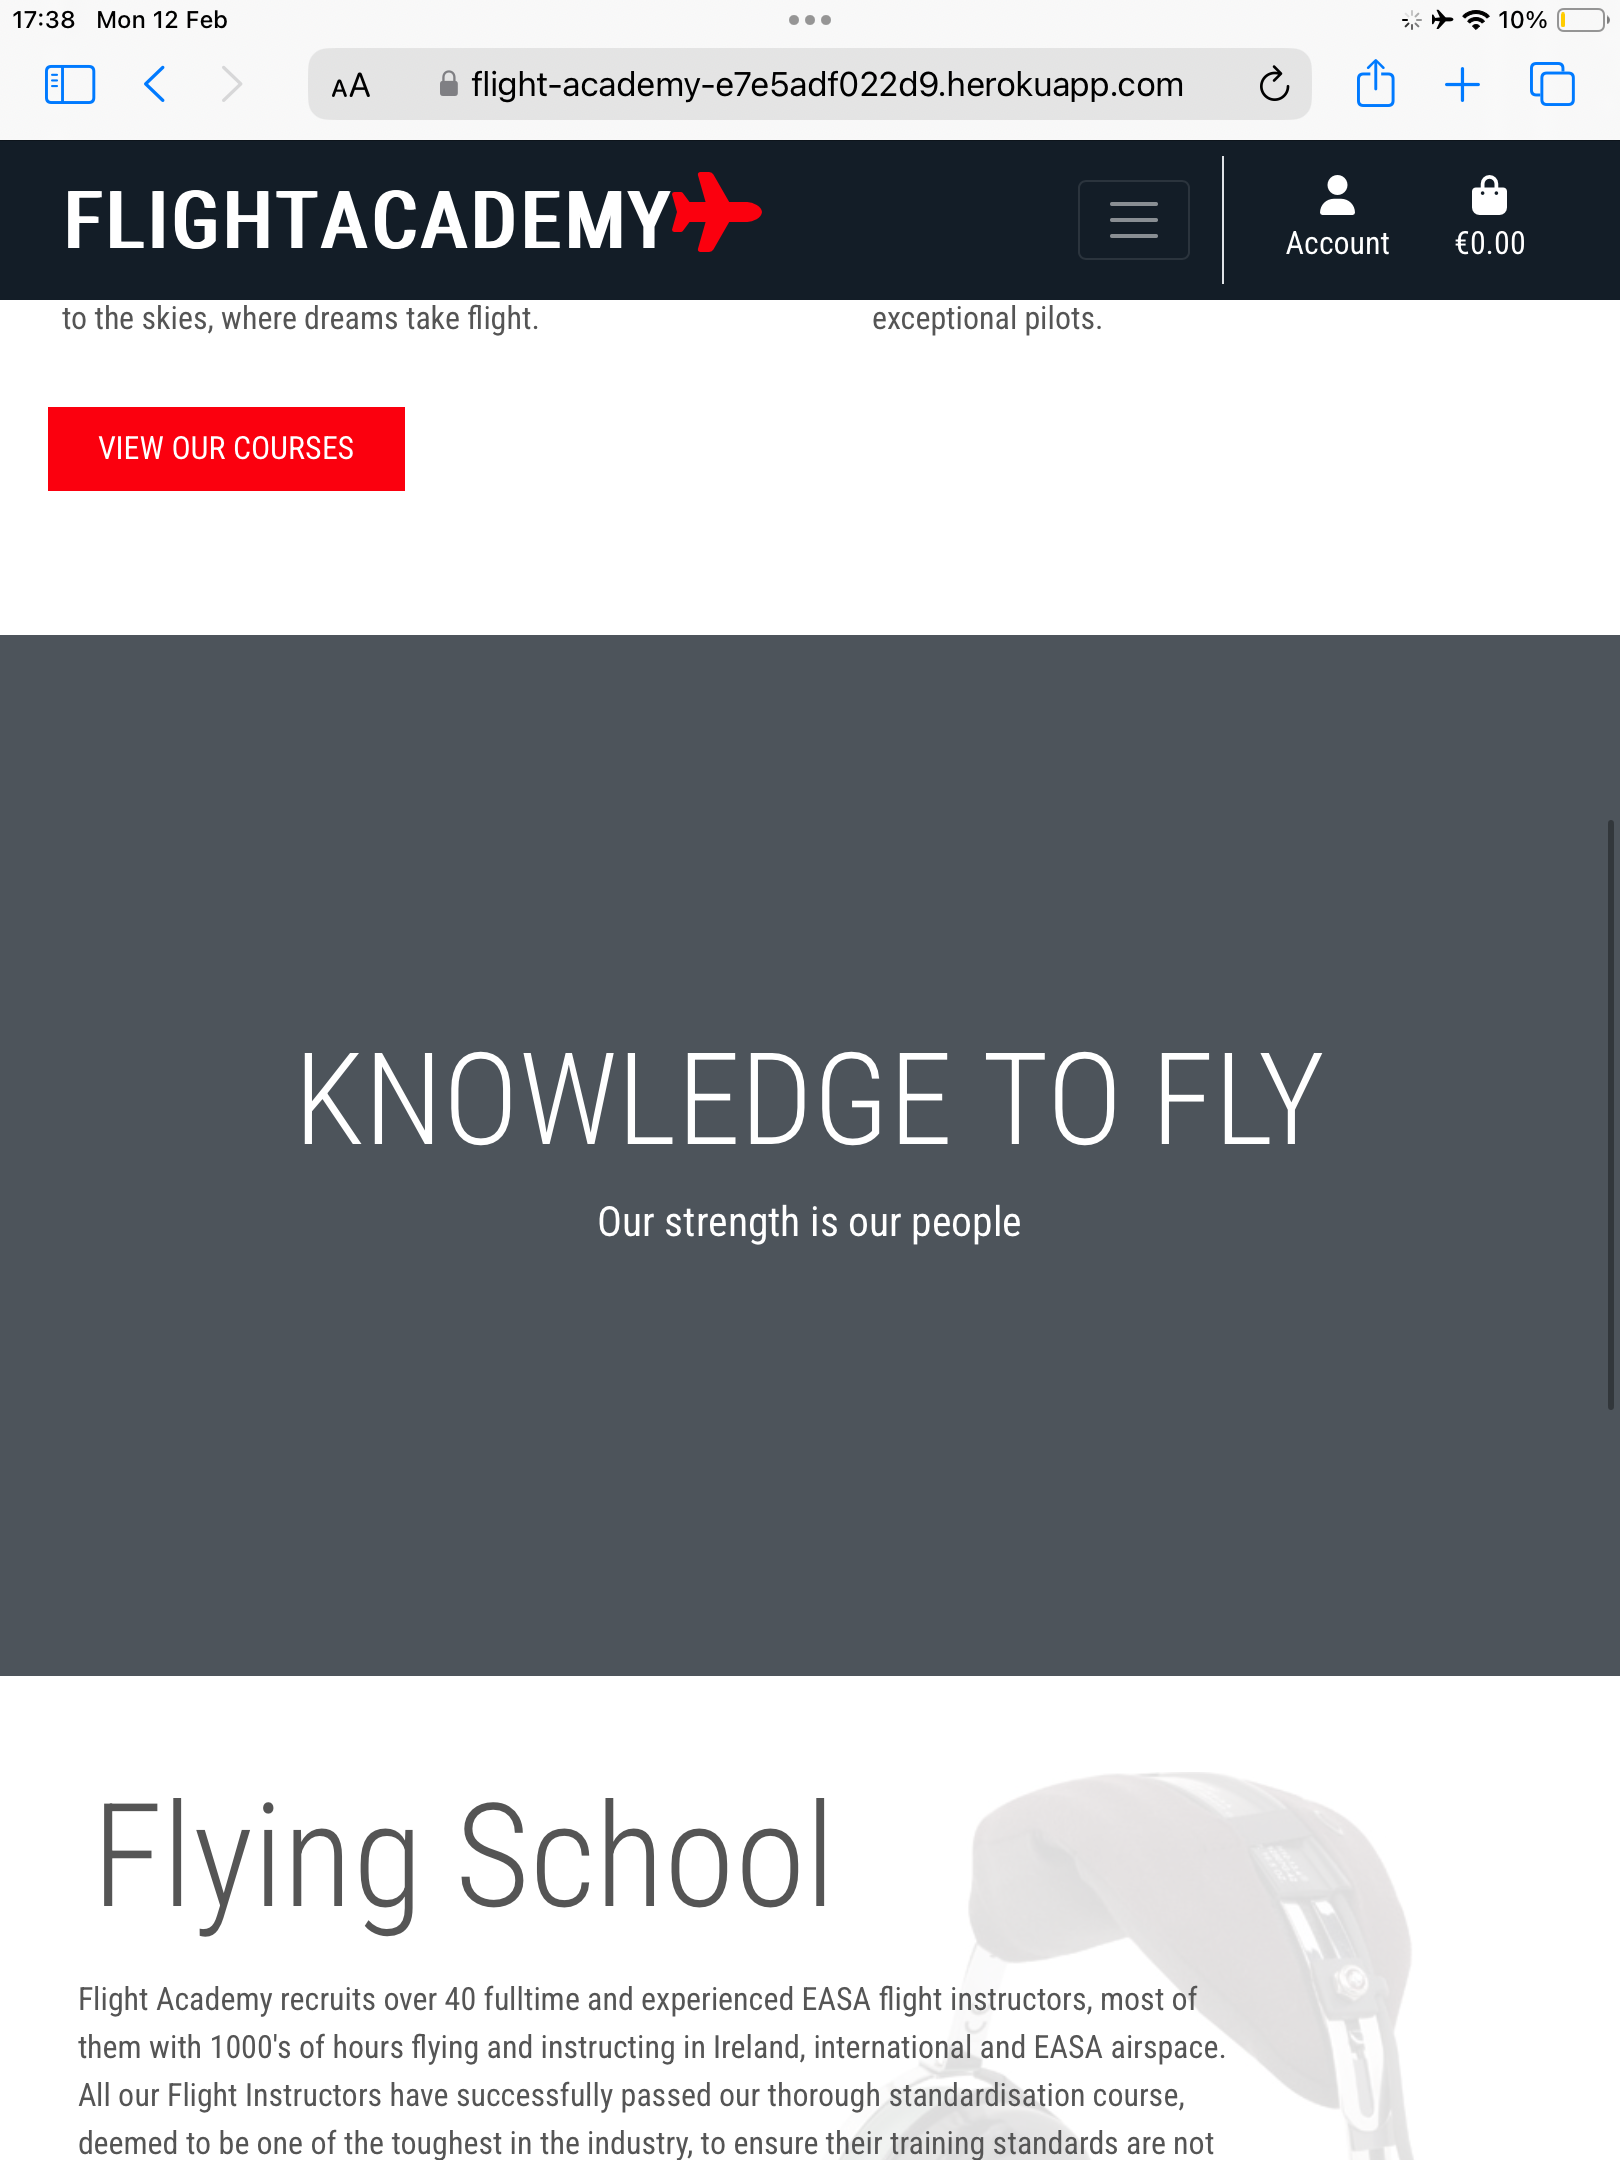 17:38 Mon 12 Feb
10%
AA flight-academy-e7e5adf022d9.herokuapp.com
FLIGHTACADEMY
Account €0.00
to the skies, where dreams take flight.
exceptional pilots.
VIEW OUR COURSES
KNOWLEDGE TO FLY
Our strength is our people
Flying School
Flight Academy recruits over 40 fulltime and experienced EASA flight instructors, most of
them with 1000's of hours flying and instructing in Ireland, international and EASA airspace.
All our Flight Instructors have successfully passed our thorough standardisation course,
deemed to be one of the toughest in the industry, to ensure their training standards are not